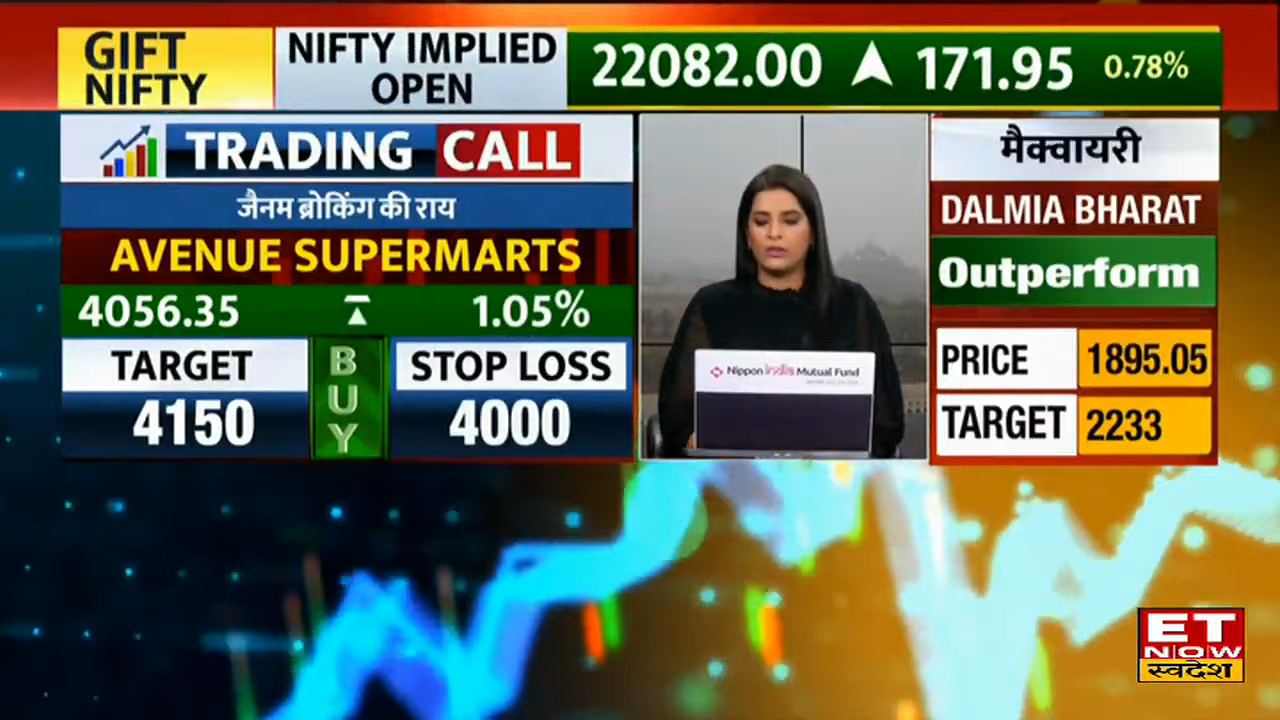 GIFT
NIFTY
NIFTY IMPLIED
OPEN
22082.00 171.95 0.78%
TRADING CALL
जैनम ब्रोकिंग की राय
AVENUE SUPERMARTS
4056.35 1.05%
TARGET
4150
BUY
STOP LOSS
4000
Nippon india Mutual Fund
मैक्वायरी
DALMIA BHARAT
Outperform
PRICE 1895.05
TARGET 2233
ET
NOW
स्वदेश